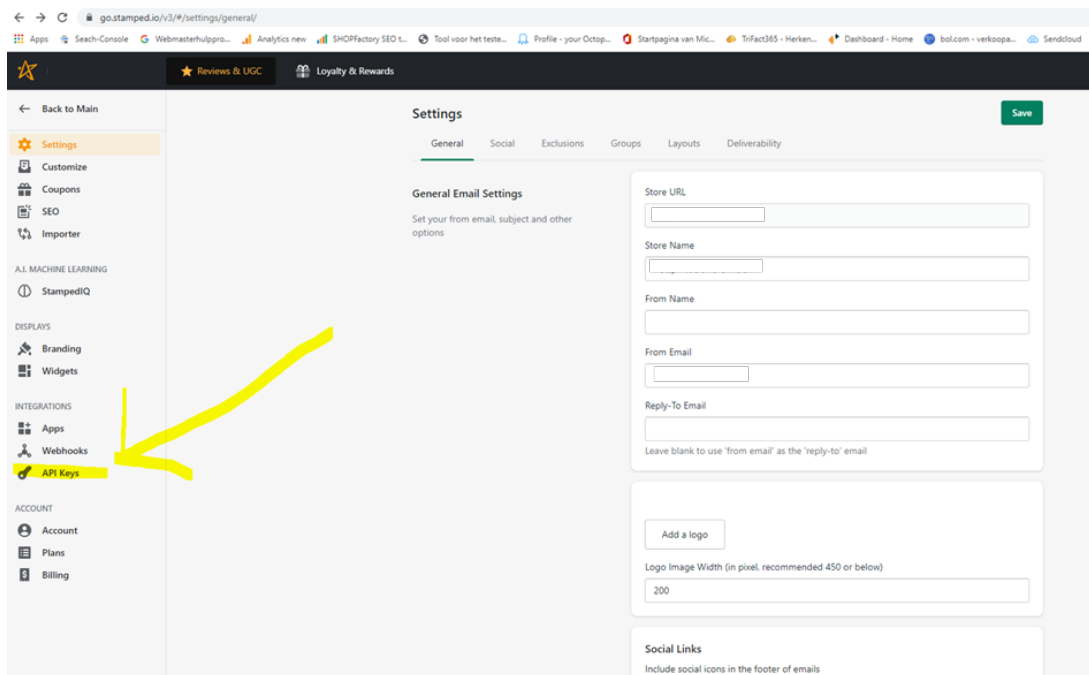 go.stamped.io/v3/#/settings/general/
Apps Seach-Console Webmasterhulppro... Analytics new SHOPFactory SEO t... Tool voor het teste... Profile - your Octop... Startpagina van Mic... TriFact365 - Herken... Dashboard - Home bol.com - verkoopa... Sendcloud
Reviews & UGC Loyalty & Rewards
Back to Main
Settings
Customize
Coupons
SEO
Importer
A.I. MACHINE LEARNING
StampedIQ
DISPLAYS
Branding
Widgets
INTEGRATIONS
Apps
Webhooks
API Keys
ACCOUNT
Account
Plans
Billing
Settings
Save
General Social Exclusions Groups Layouts Deliverability
General Email Settings
Set your from email, subject and other
options
Store URL
Store Name
From Name
From Email
Reply-To Email
Leave blank to use 'from email' as the 'reply-to' email
Add a logo
Logo Image Width (in pixel, recommended 450 or below)
200
Social Links
Include social icons in the footer of emails